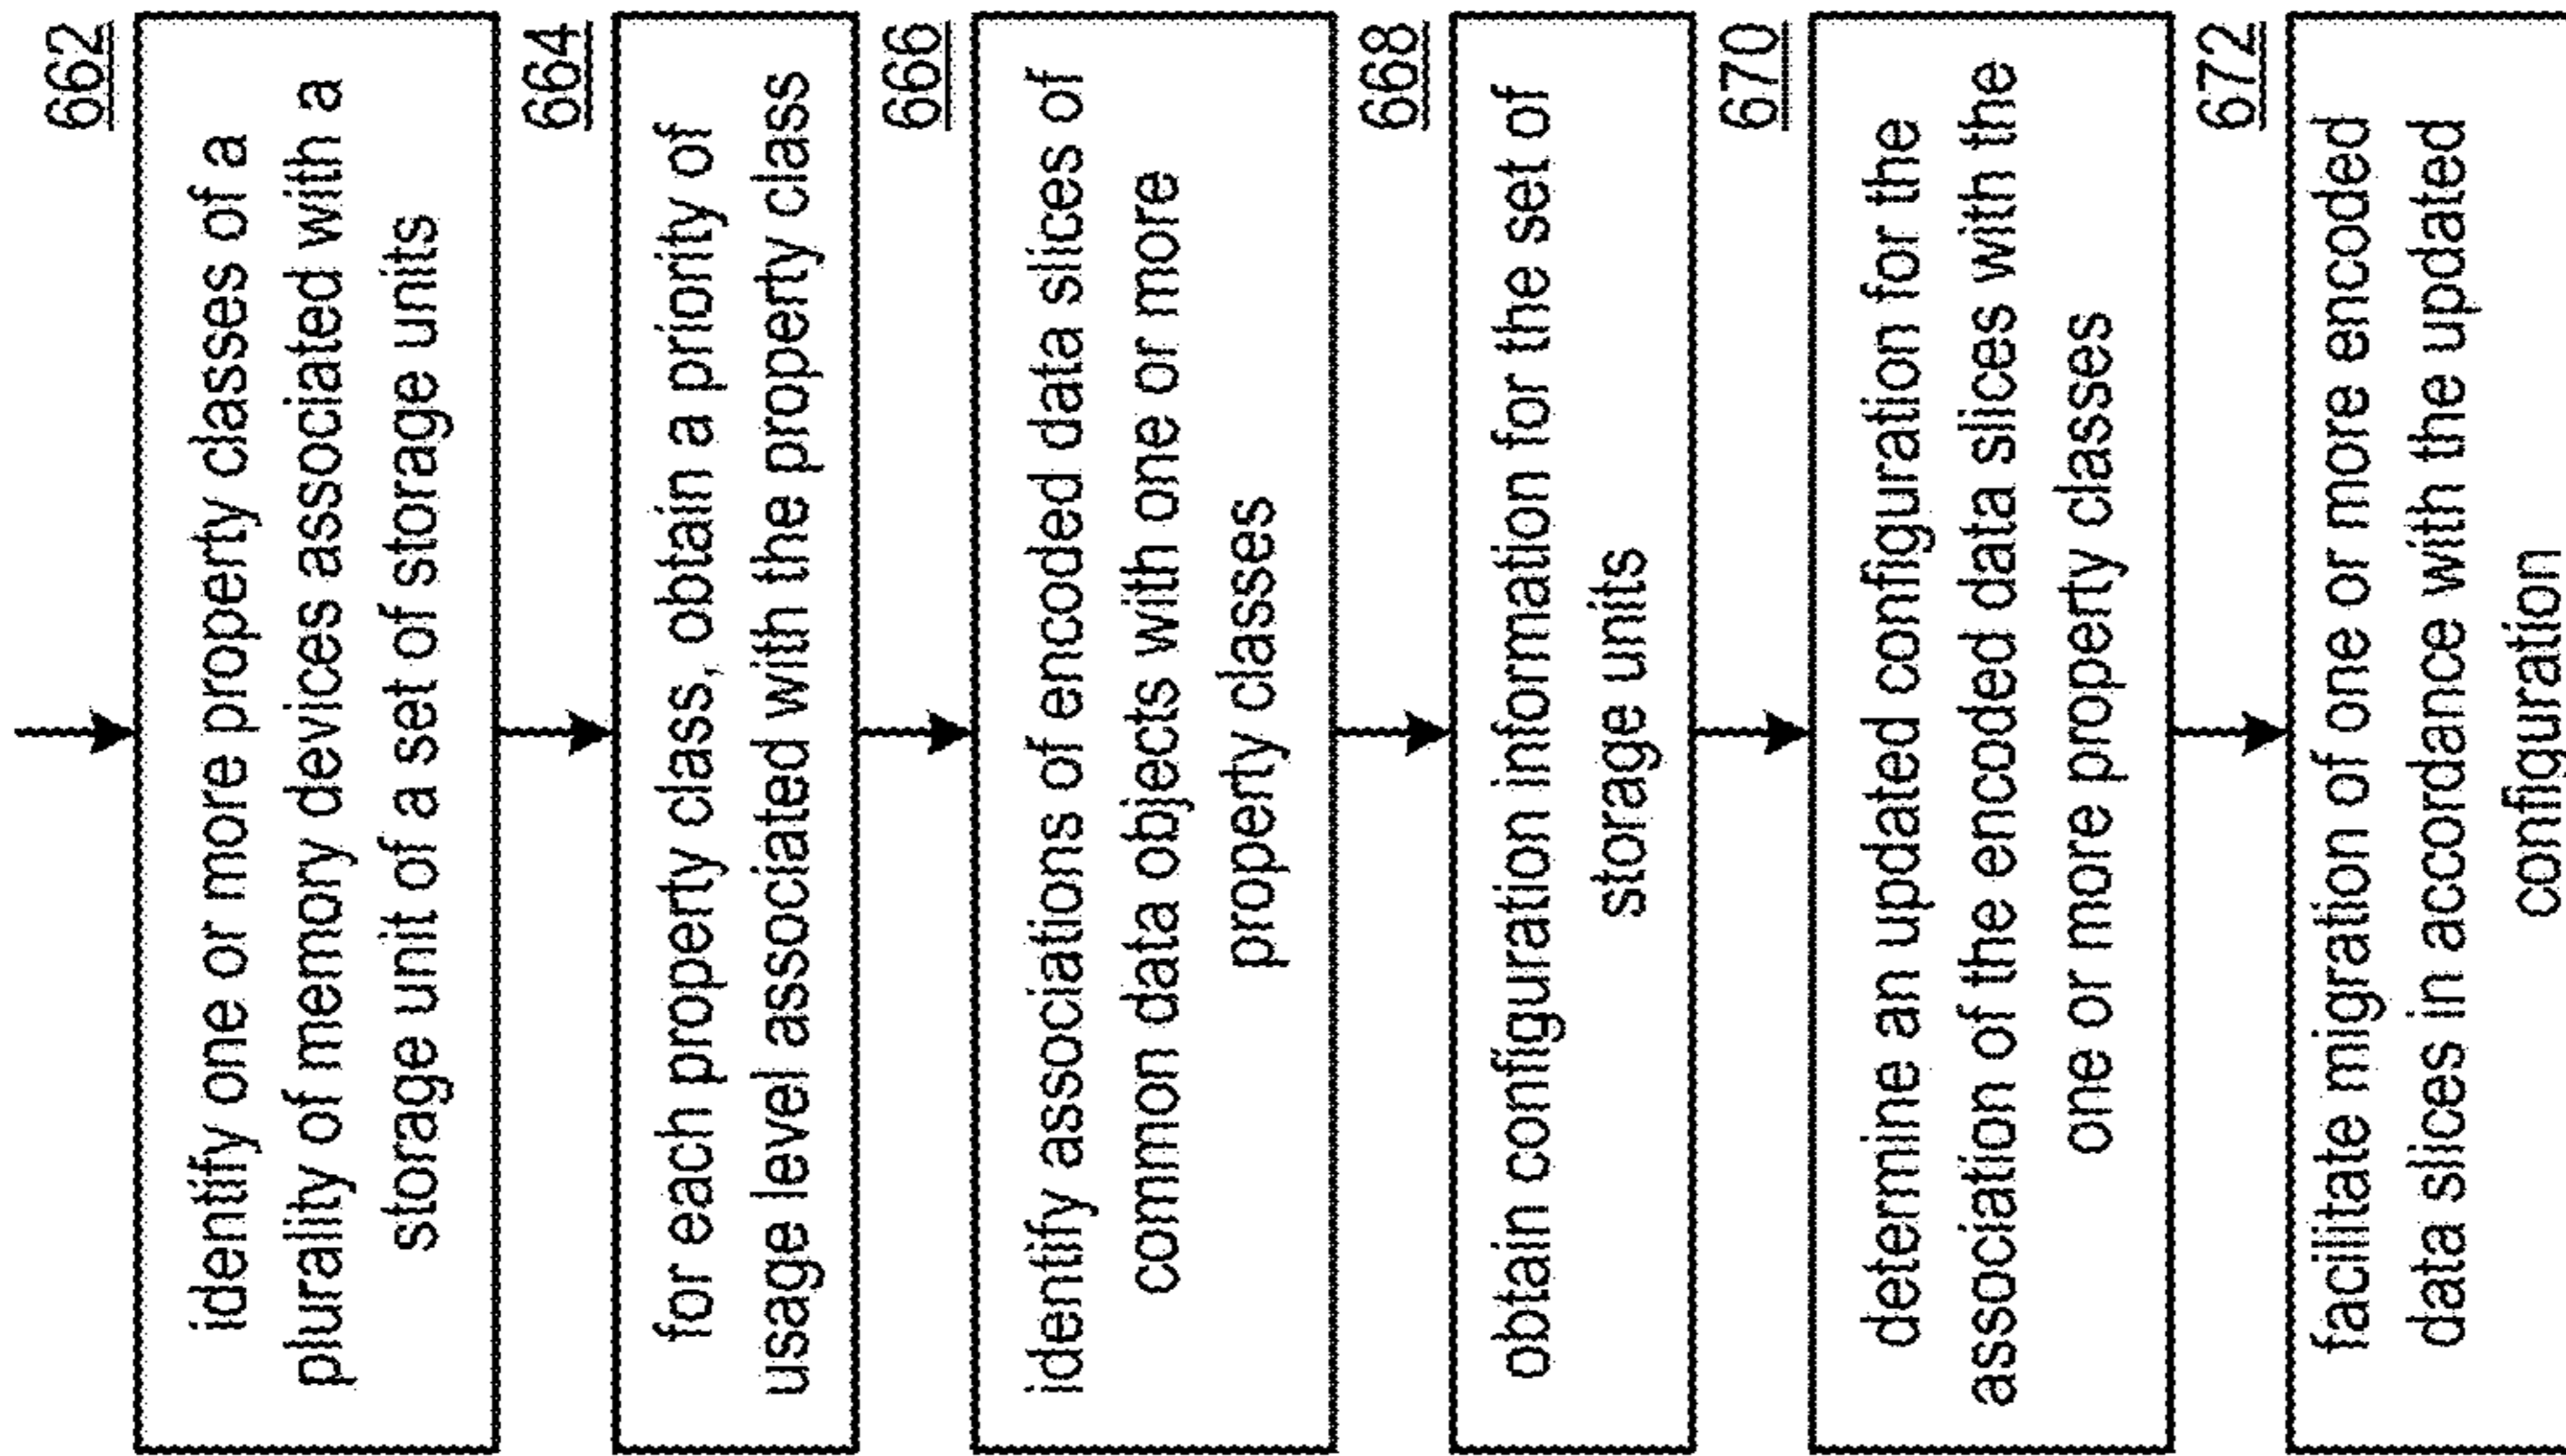 662
identify one or more property classes of a
plurality of memory devices associated with a
storage unit of a set of storage units
664
for each property class, obtain a priority of
usage level associated with the property class
666
identify associations of encoded data slices of
common data objects with one or more
property classes
668
obtain configuration information for the set of
storage units
670
determine an updated configuration for the
association of the encoded data slices with the
one or more property classes
672
facilitate migration of one or more encoded
data slices in accordance with the updated
configuration